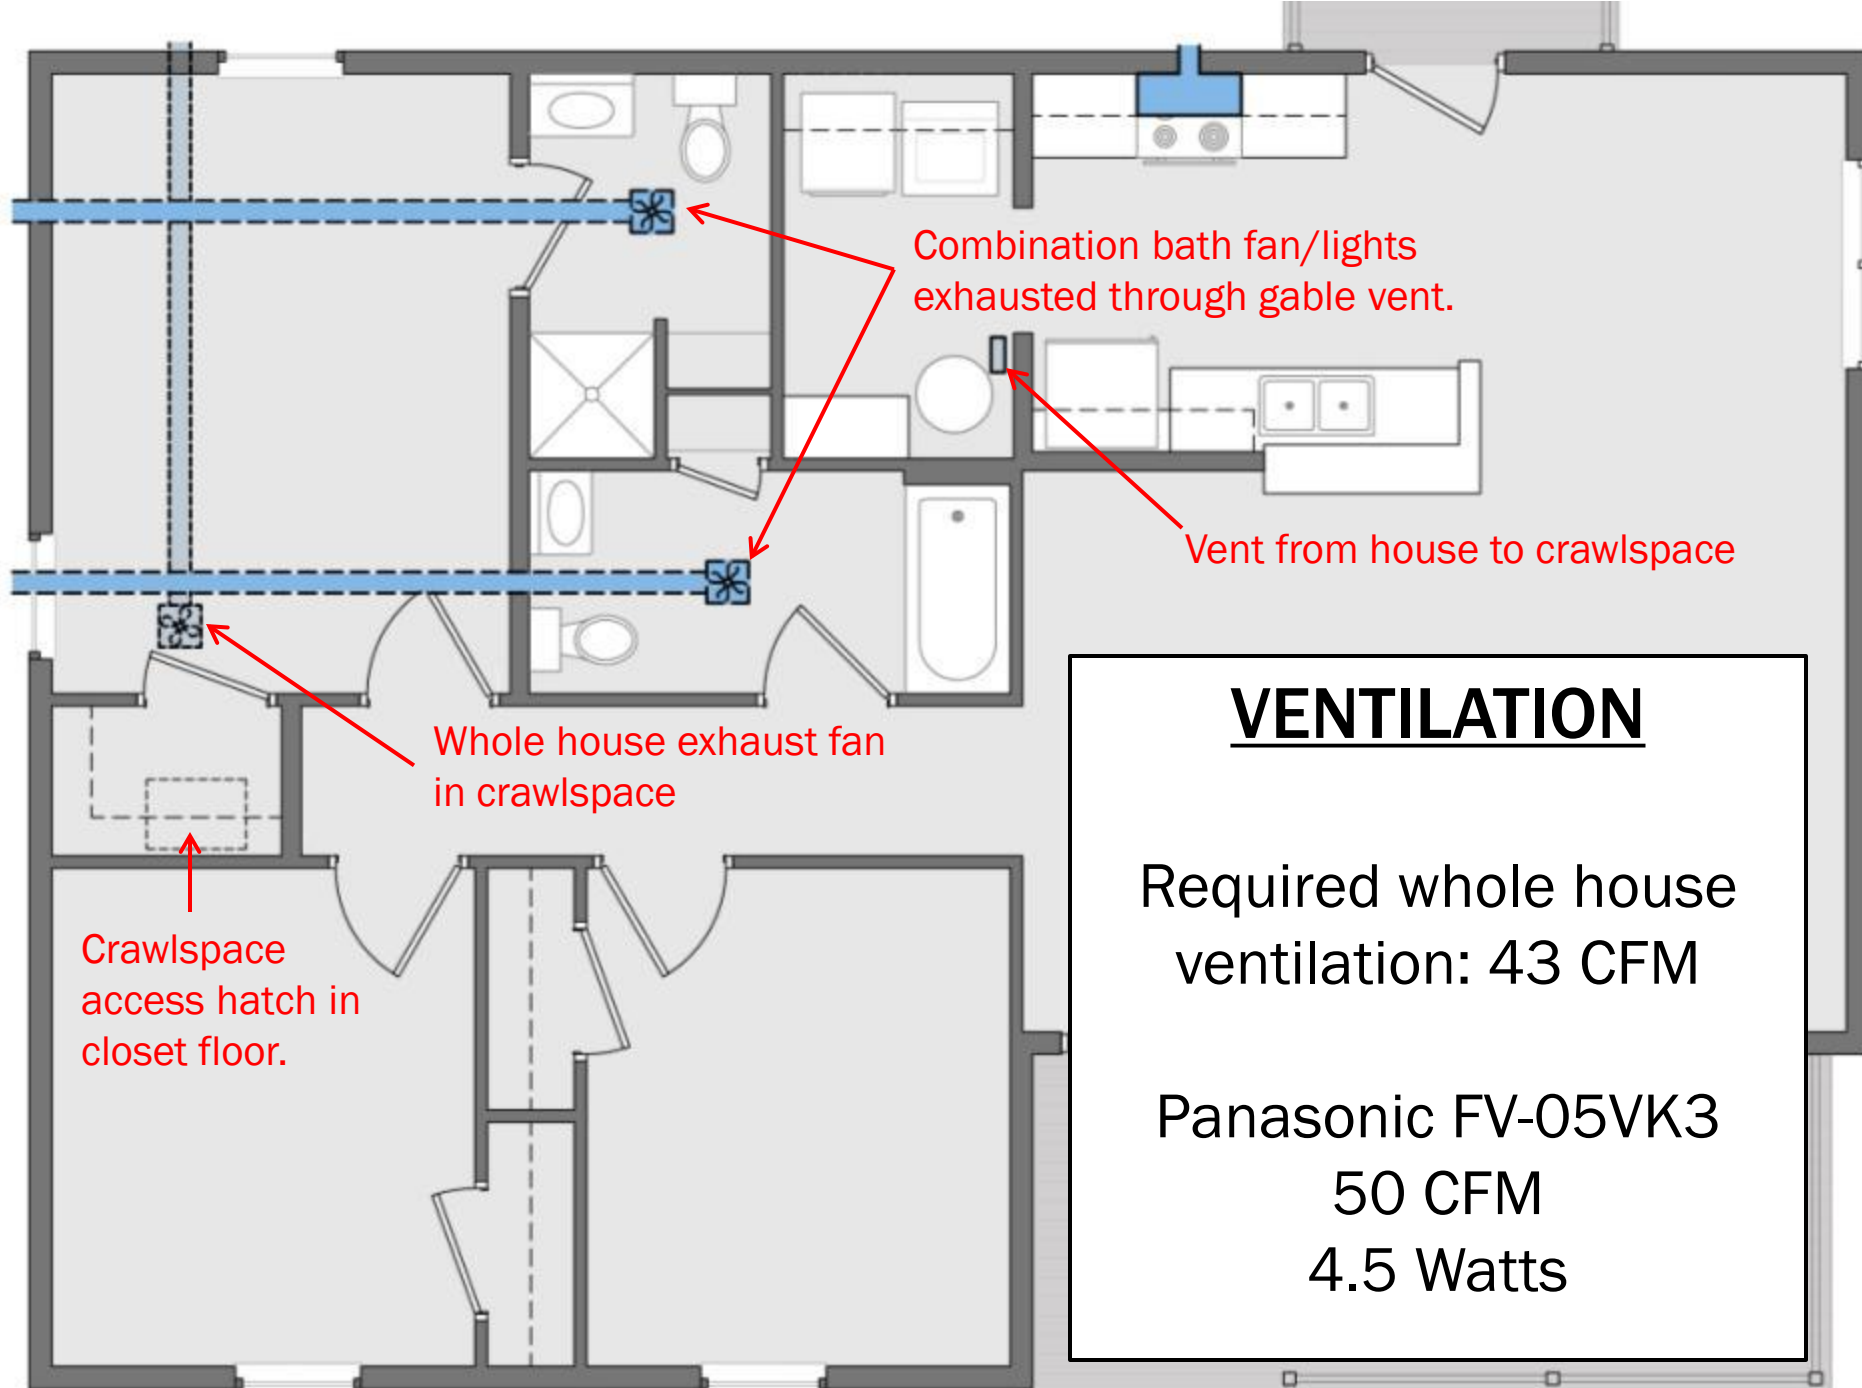 Combination bath fan/lights
exhausted through gable vent.
Vent from house to crawlspace
Whole house exhaust fan
in crawlspace
Crawlspace
access hatch in
closet floor.
VENTILATION
Required whole house
ventilation: 43 CFM
Panasonic FV-05VK3
50 CFM
4.5 Watts